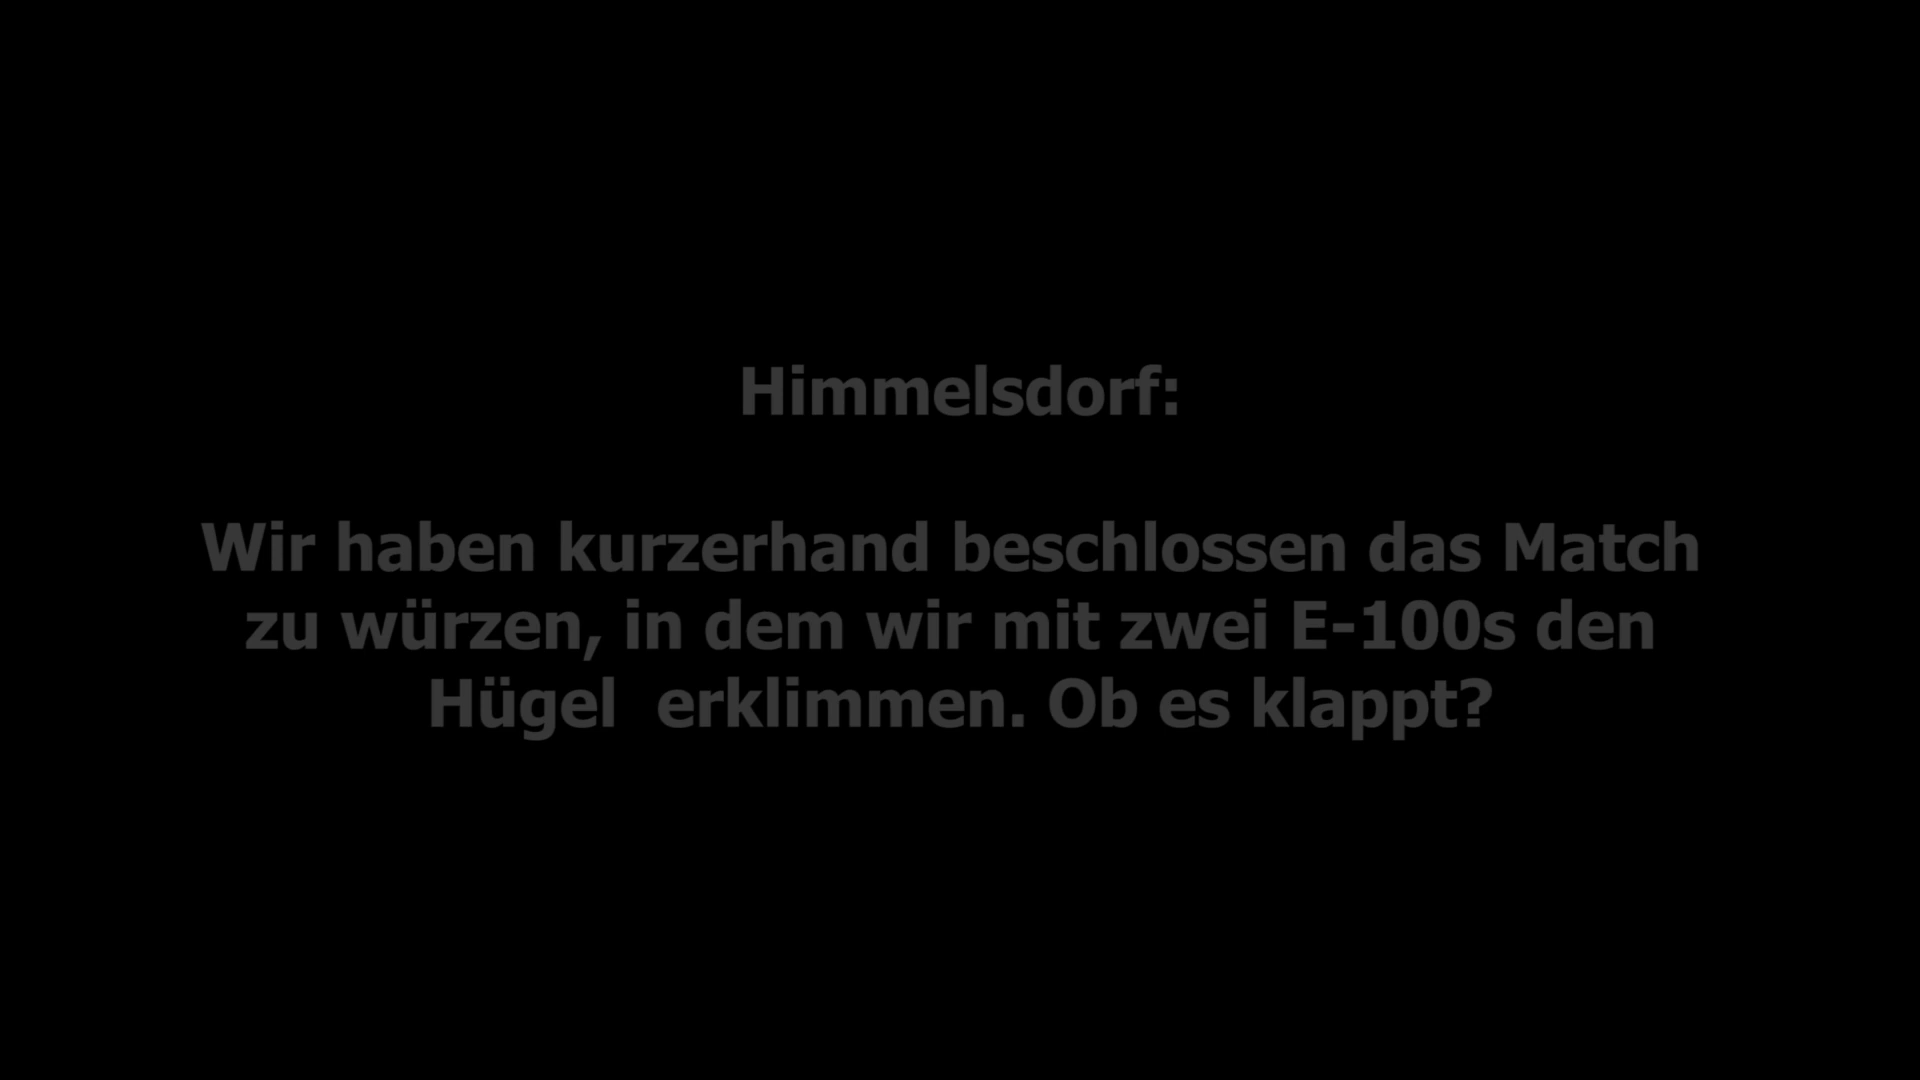 Himmelsdorf:
Wir haben kurzerhand beschlossen das Match
zu würzen, in dem wir mit zwei E-100s den
Hügel  erklimmen. Ob es klappt?